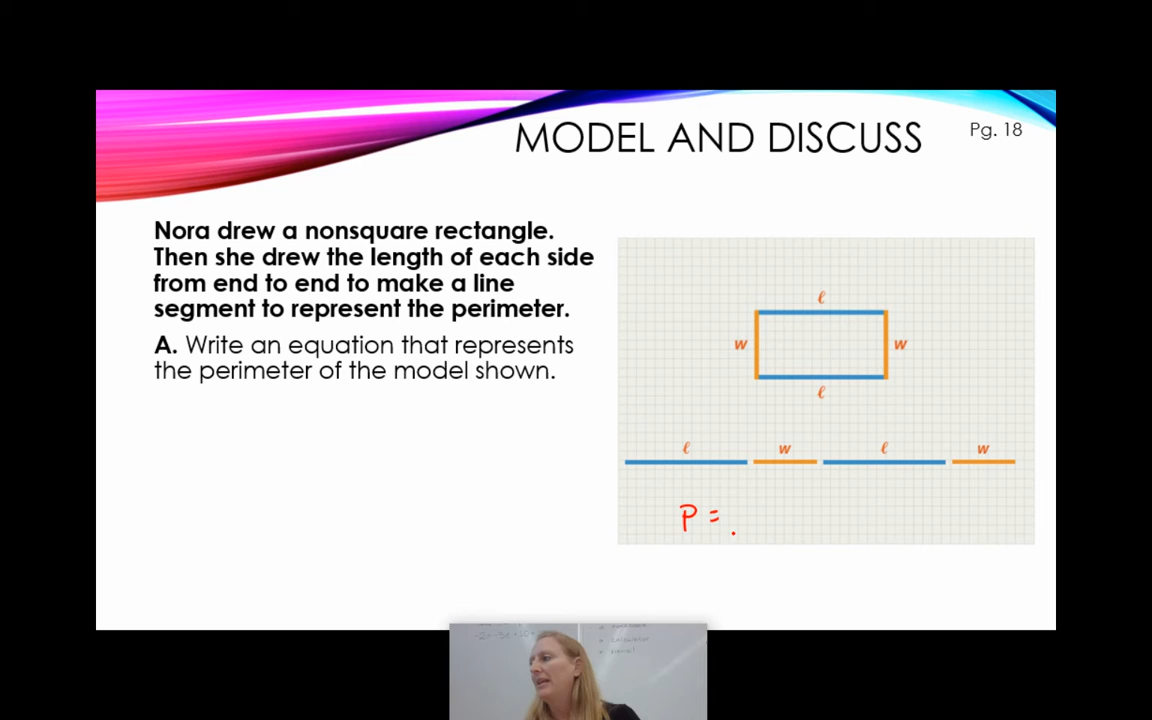 MODEL AND DISCUSS
Pg. 18
Nora drew a nonsquare rectangle.
Then she drew the length of each side
from end to end to make a line
segment to represent the perimeter.
A. Write an equation that represents
the perimeter of the model shown.
ℓ
w
w
ℓ
ℓ
w
ℓ
w
P =